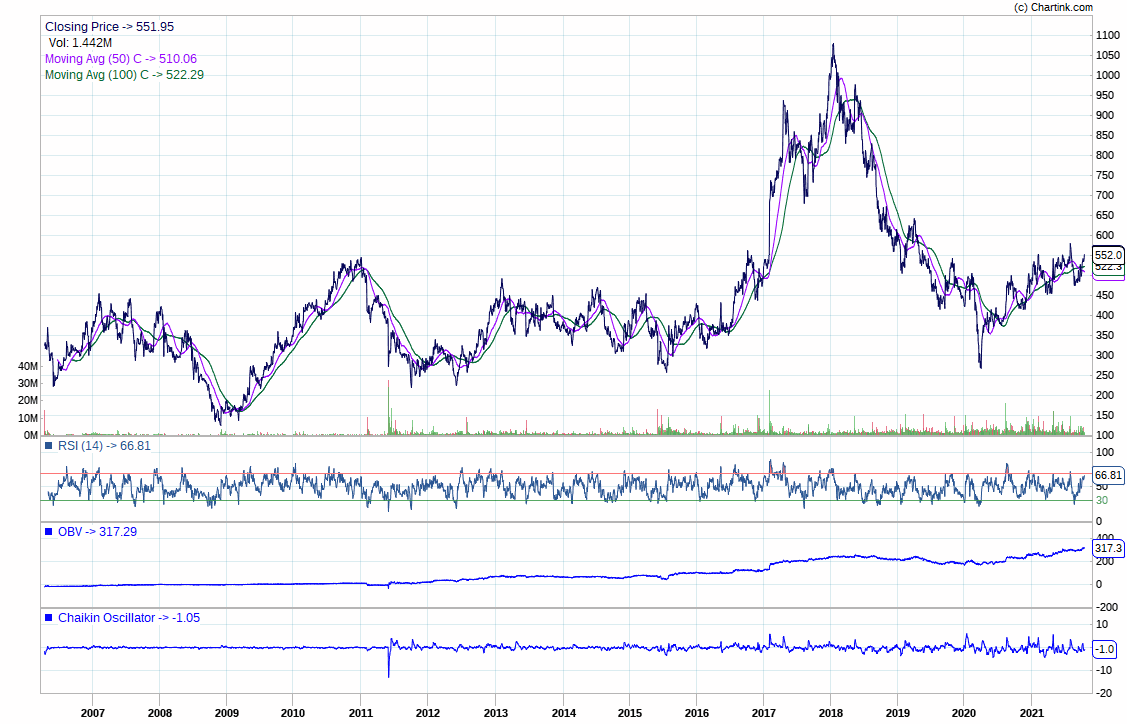 (c) Chartink.com
Closing Price -> 551.95
Vol: 1.442M
Moving Avg (50) C -> 510.06
Moving Avg (100) C -> 522.29
1100
1050
1000
950
900
850
800
750
700
650
600
552.0
522.3
450
400
350
300
250
200
150
100
40M
30M
20M
10M
0M
RSI (14) -> 66.81
100
66.81
50
30
0
OBV -> 317.29
400
317.3
200
0
-200
Chaikin Oscillator -> -1.05
10
-1.0
-10
-20
2007 2008 2009 2010 2011 2012 2013 2014 2015 2016 2017 2018 2019 2020 2021